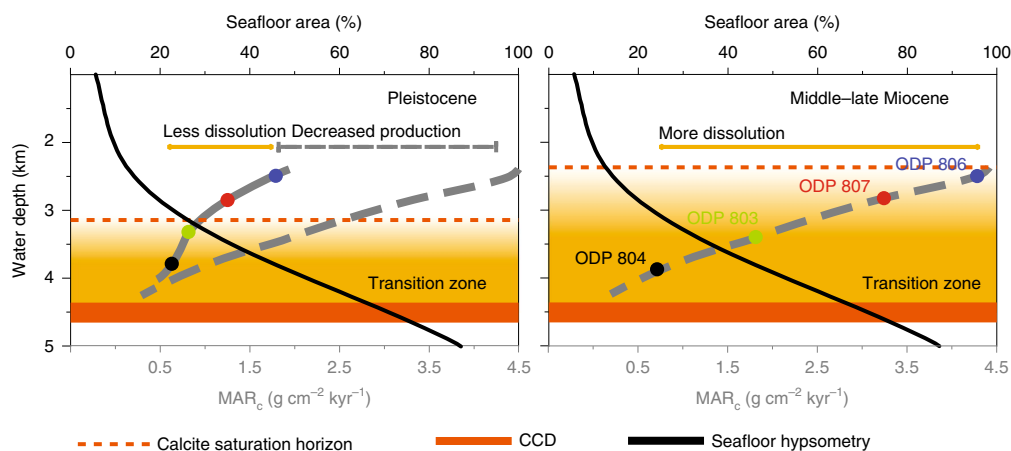 Seafloor area (%)
0 20 40 60 80 100
Pleistocene
Less dissolution Decreased production
Transition zone
Water depth (km)
2
3
4
5
0.5 1.5 2.5 3.5 4.5
MARc (g cm⁻² kyr⁻¹)
Seafloor area (%)
0 20 40 60 80 100
Middle–late Miocene
More dissolution
ODP 806
ODP 807
ODP 803
ODP 804
Transition zone
0.5 1.5 2.5 3.5 4.5
MARc (g cm⁻² kyr⁻¹)
Calcite saturation horizon
CCD
Seafloor hypsometry